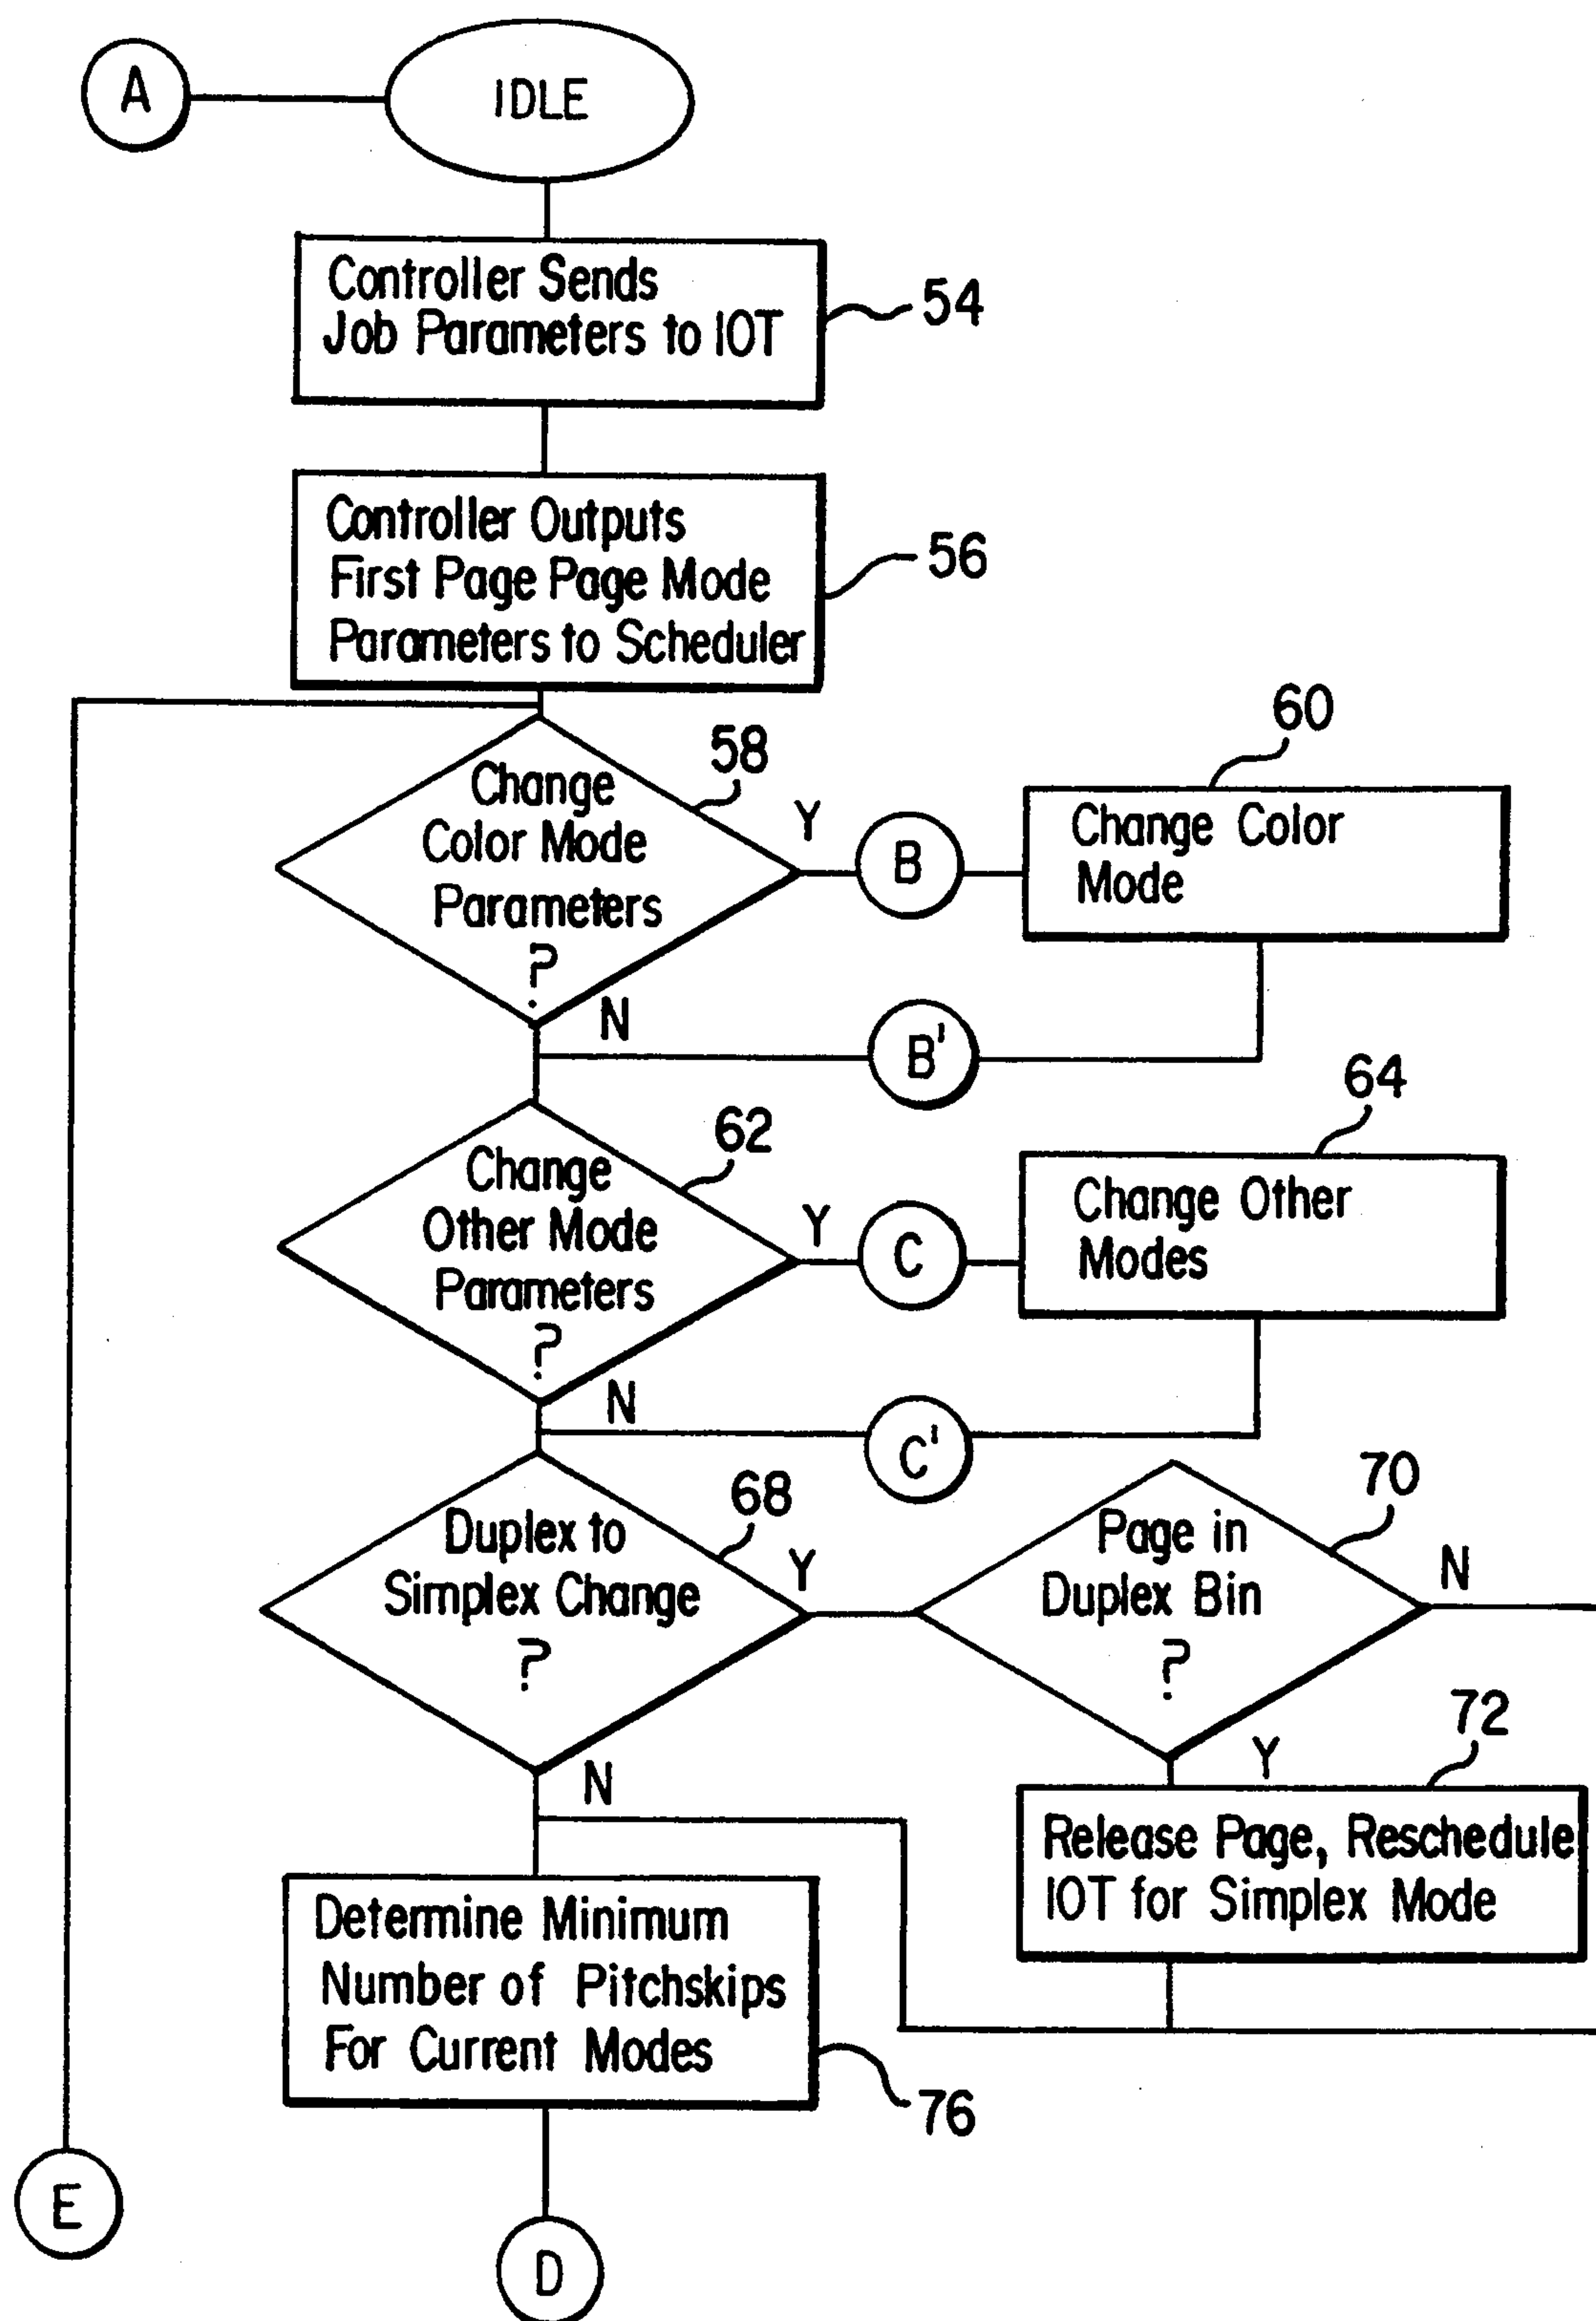 A
IDLE
Controller Sends
Job Parameters to IOT
54
Controller Outputs
First Page Page Mode
Parameters to Scheduler
56
Change
Color Mode
Parameters
?
58
Y
B
60
Change Color
Mode
N
B'
Change
Other Mode
Parameters
?
62
Y
C
64
Change Other
Modes
N
C'
Duplex to
Simplex Change
?
68
Y
Page in
Duplex Bin
?
70
N
Y
72
Release Page, Reschedule
IOT for Simplex Mode
N
Determine Minimum
Number of Pitchskips
For Current Modes
76
E
D